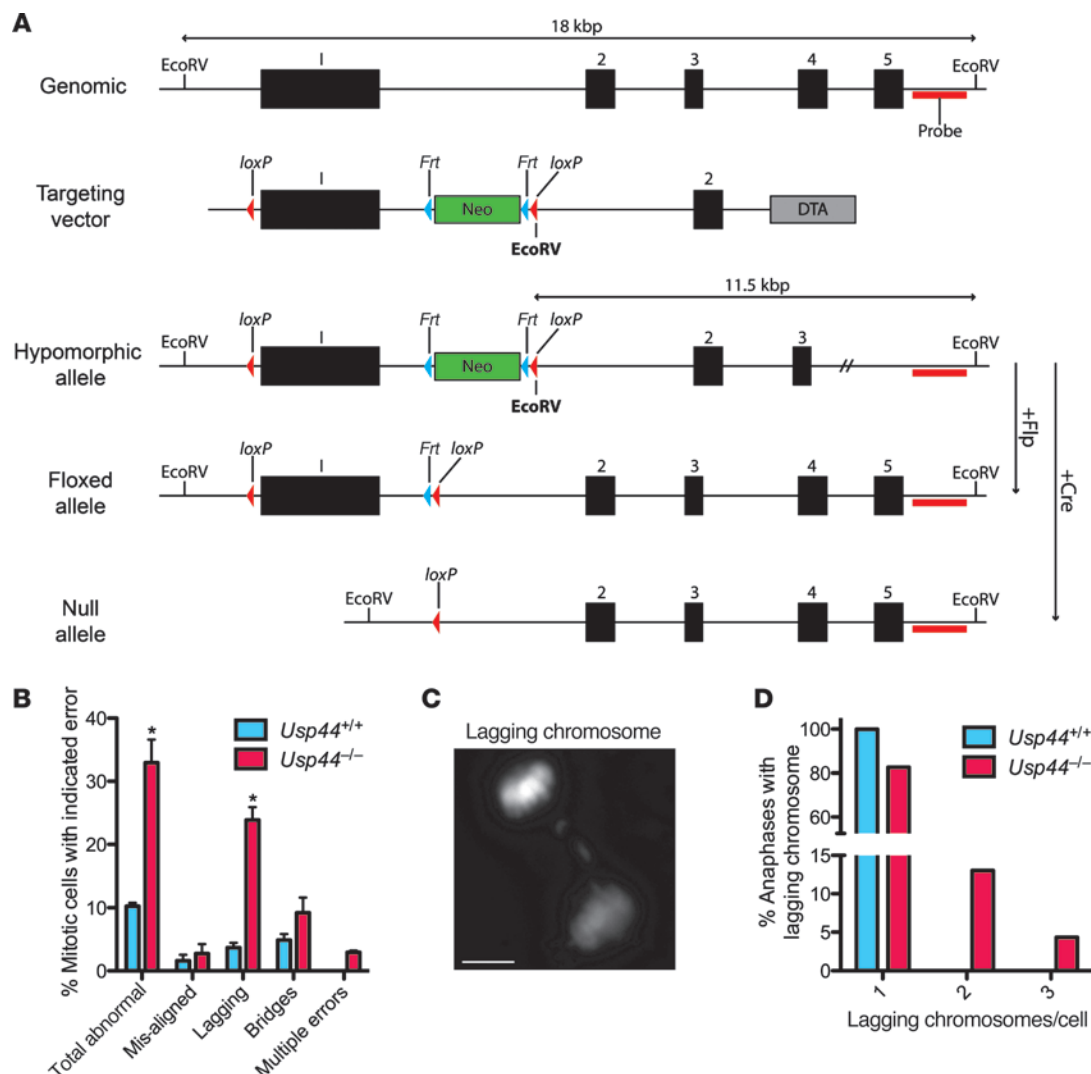 A
18 kbp
EcoRV I 2 3 4 5 EcoRV
Genomic
Probe
loxP I Frt Frt loxP 2
Targeting
vector
Neo DTA
EcoRV
11.5 kbp
EcoRV loxP I Frt Frt loxP 2 3 EcoRV
Hypomorphic
allele
Neo //
EcoRV
+Flp
+Cre
EcoRV loxP I Frt loxP 2 3 4 5 EcoRV
Floxed
allele
EcoRV loxP 2 3 4 5 EcoRV
Null
allele
B
% Mitotic cells with indicated error
40
30
20
10
0
Usp44+/+
Usp44–/–
* *
Total abnormal
Mis-aligned
Lagging
Bridges
Multiple errors
C
Lagging chromosome
D
% Anaphases with
lagging chromosome
100
80
60
15
10
5
0
Usp44+/+
Usp44–/–
1 2 3
Lagging chromosomes/cell